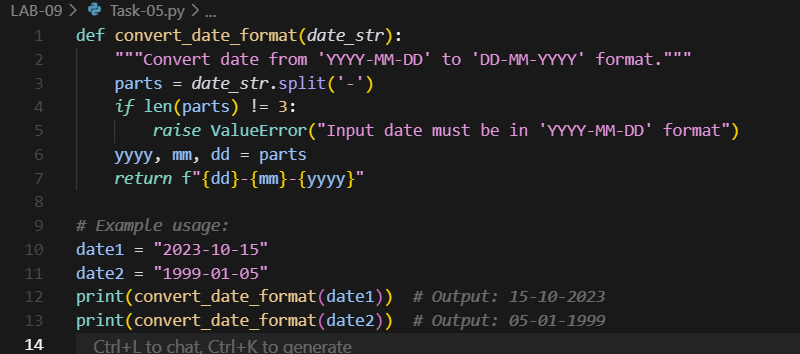 LAB-09 > Task-05.py > ...
1 def convert_date_format(date_str):
2     """Convert date from 'YYYY-MM-DD' to 'DD-MM-YYYY' format."""
3     parts = date_str.split('-')
4     if len(parts) != 3:
5         raise ValueError("Input date must be in 'YYYY-MM-DD' format")
6     yyyy, mm, dd = parts
7     return f"{dd}-{mm}-{yyyy}"
8
9 # Example usage:
10 date1 = "2023-10-15"
11 date2 = "1999-01-05"
12 print(convert_date_format(date1))  # Output: 15-10-2023
13 print(convert_date_format(date2))  # Output: 05-01-1999
14 Ctrl+L to chat, Ctrl+K to generate